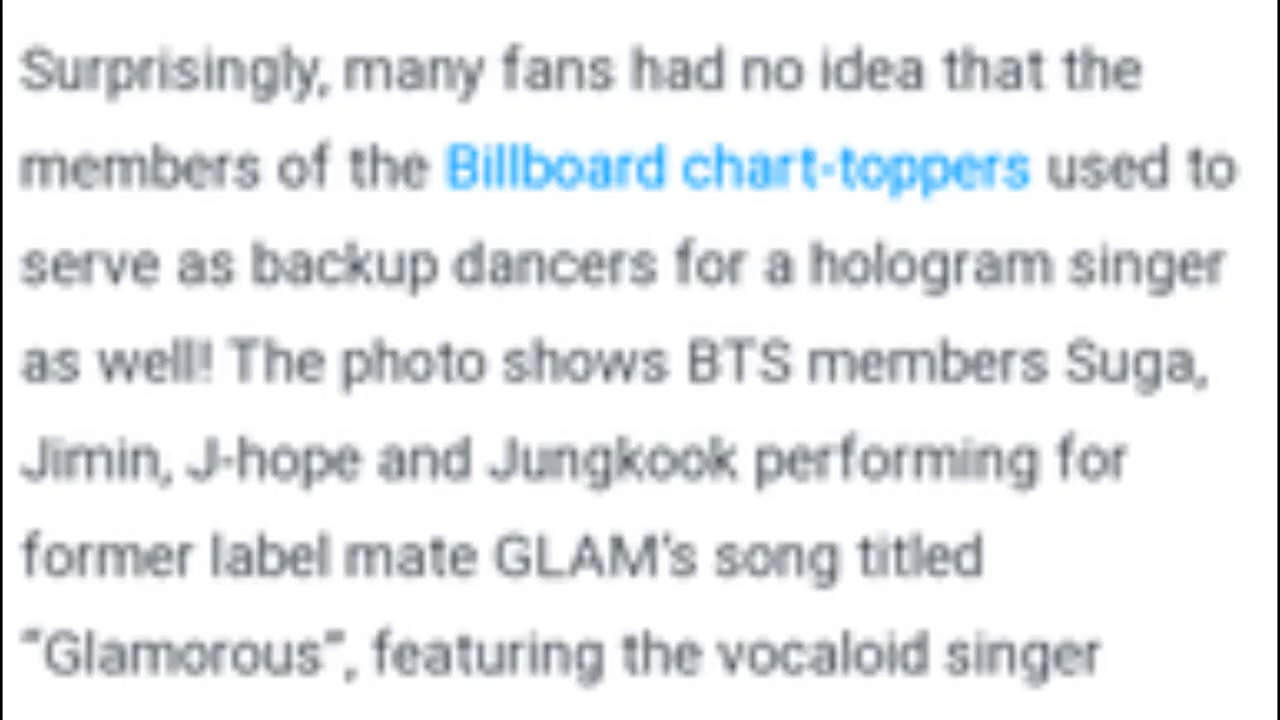 Surprisingly, many fans had no idea that the
members of the Billboard chart-toppers used to
serve as backup dancers for a hologram singer
as well! The photo shows BTS members Suga,
Jimin, J-hope and Jungkook performing for
former label mate GLAM's song titled
“Glamorous”, featuring the vocaloid singer